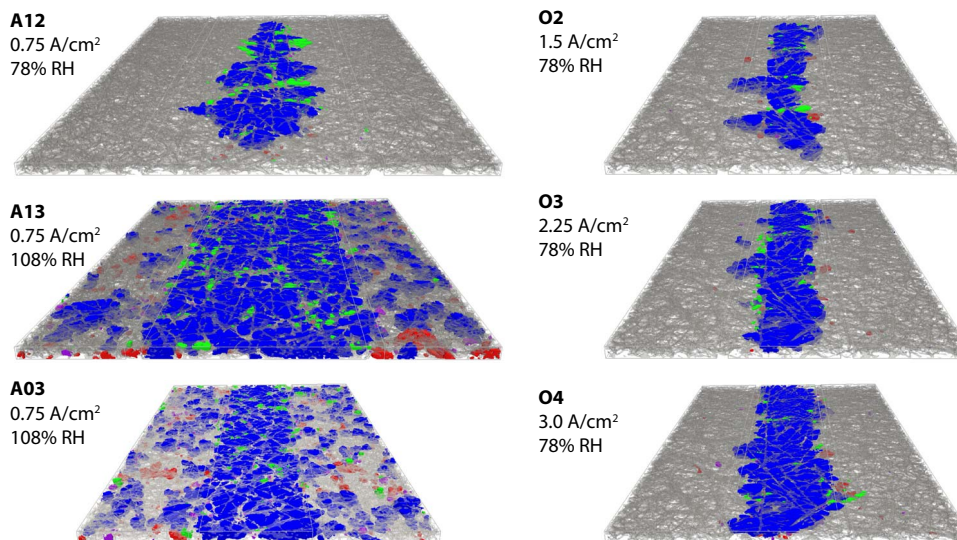 A12
0.75 A/cm²
78% RH
A13
0.75 A/cm²
108% RH
A03
0.75 A/cm²
108% RH
O2
1.5 A/cm²
78% RH
O3
2.25 A/cm²
78% RH
O4
3.0 A/cm²
78% RH